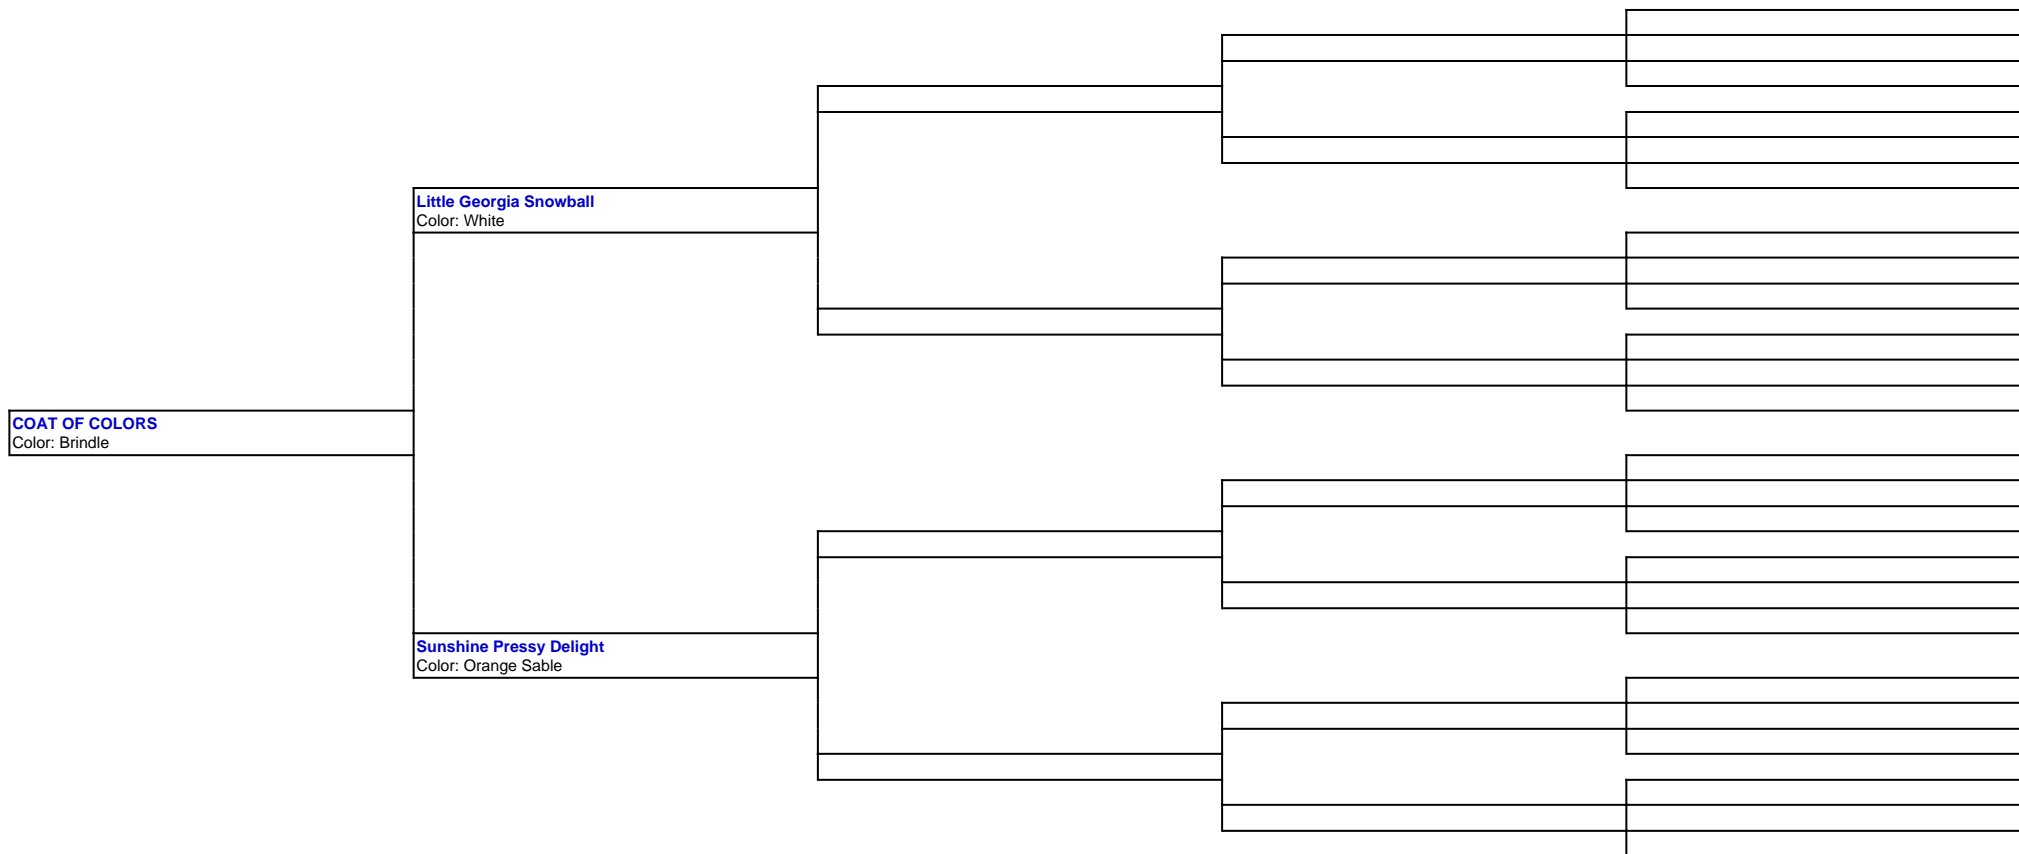 Little Georgia Snowball
Color: White
COAT OF COLORS
Color: Brindle
Sunshine Pressy Delight
Color: Orange Sable